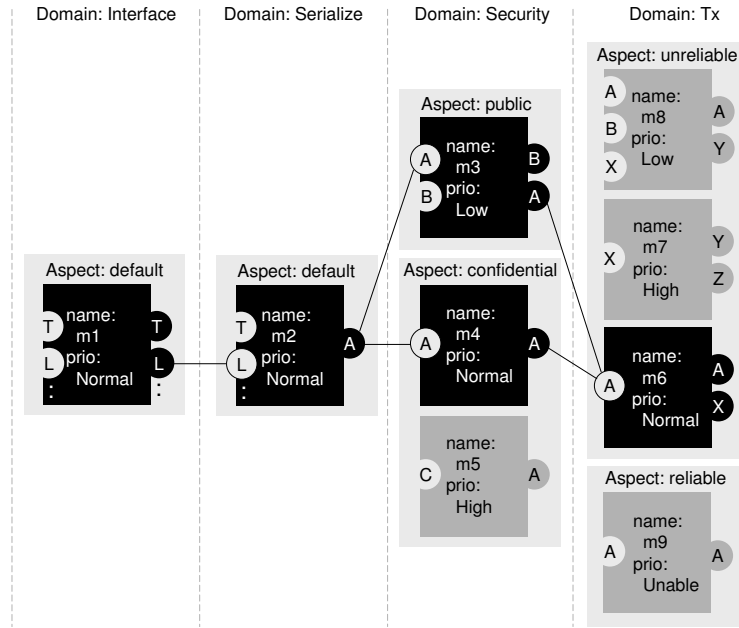 Domain: Interface
Domain: Serialize
Domain: Security
Domain: Tx
Aspect: default
T
name:
m1
T
L
prio:
L
Normal
:
:
Aspect: default
T
name:
m2
A
L
prio:
Normal
:
Aspect: public
A
name:
m3
B
B
prio:
A
Low
Aspect: confidential
name:
A
m4
A
prio:
Normal
name:
C
m5
A
prio:
High
Aspect: unreliable
A
name:
m8
A
B
prio:
Y
X
Low
name:
X
m7
Y
prio:
Z
High
name:
A
m6
A
prio:
X
Normal
Aspect: reliable
name:
A
m9
A
prio:
Unable